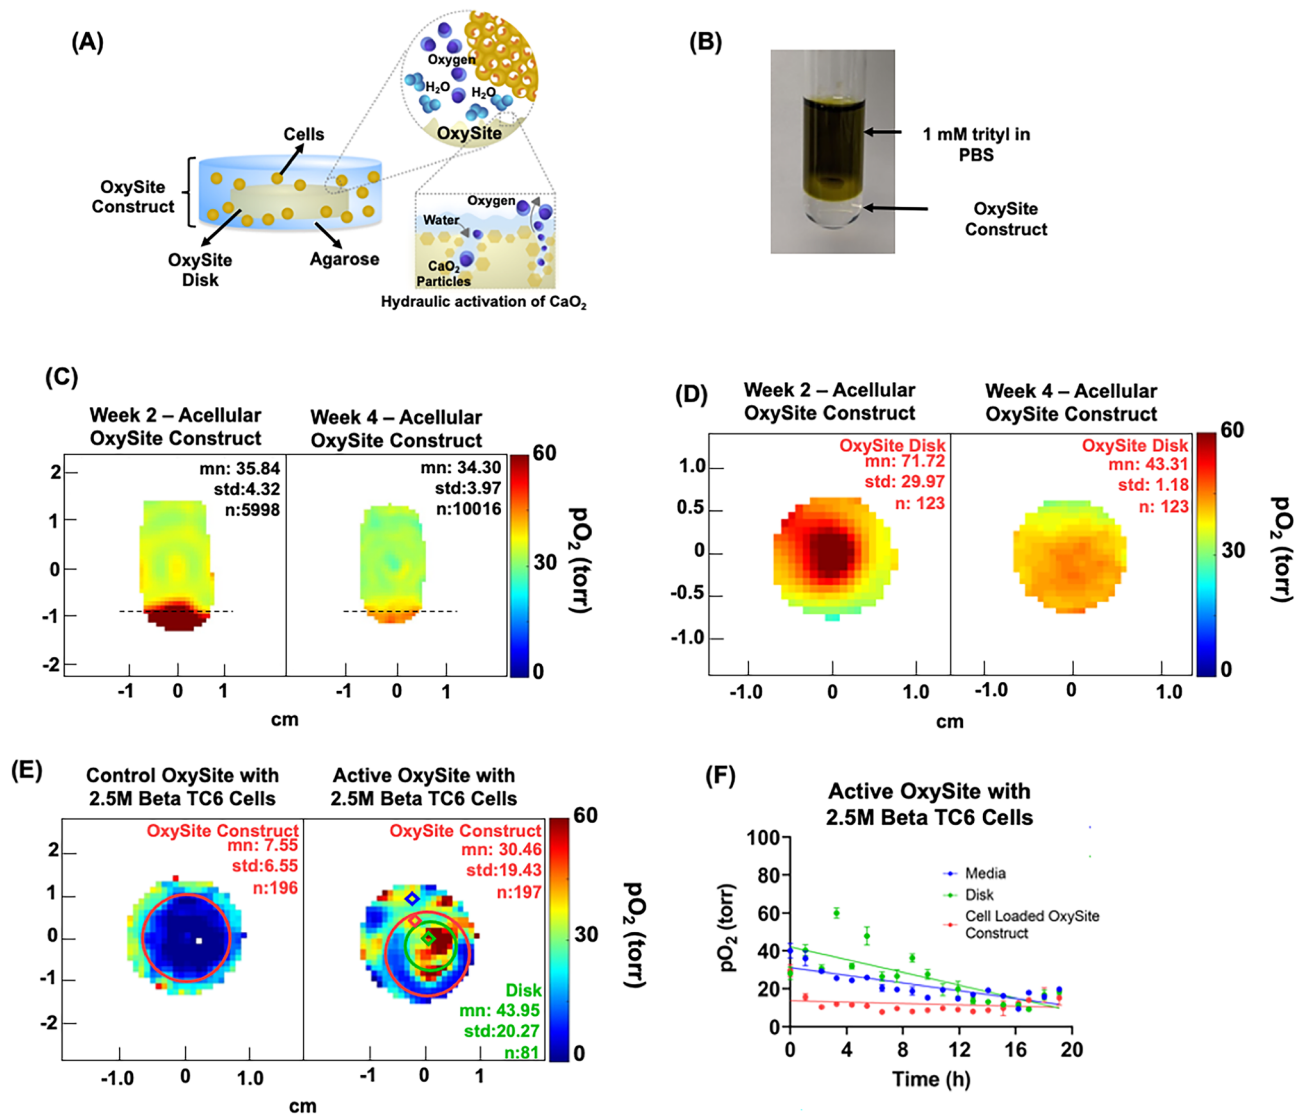 (A)
Oxygen
H2O
H2O
OxySite
Cells
OxySite
Construct
OxySite
Disk
Agarose
Oxygen
Water
CaO2
Particles
Hydraulic activation of CaO2
(B)
1 mM trityl in
PBS
OxySite
Construct
(C)
Week 2 – Acellular
OxySite Construct
mn: 35.84
std:4.32
n:5998
Week 4 – Acellular
OxySite Construct
mn: 34.30
std:3.97
n:10016
2
1
0
-1
-2
-1
0
1
-1
0
1
cm
60
30
0
pO2 (torr)
(D)
Week 2 – Acellular
OxySite Construct
OxySite Disk
mn: 71.72
std: 29.97
n: 123
Week 4 – Acellular
OxySite Construct
OxySite Disk
mn: 43.31
std: 1.18
n: 123
1.0
0.5
0
-0.5
-1.0
-1.0
0
1.0
-1.0
0
1.0
cm
60
30
0
pO2 (torr)
(E)
Control OxySite with
2.5M Beta TC6 Cells
OxySite Construct
mn: 7.55
std:6.55
n:196
Active OxySite with
2.5M Beta TC6 Cells
OxySite Construct
mn: 30.46
std:19.43
n:197
Disk
mn: 43.95
std:20.27
n:81
2
1
0
-1
-2
-1.0
0
1.0
-1
0
1
cm
60
30
0
pO2 (torr)
(F)
Active OxySite with
2.5M Beta TC6 Cells
Media
Disk
Cell Loaded OxySite
Construct
100
80
60
40
20
0
pO2 (torr)
0
4
8
12
16
20
Time (h)